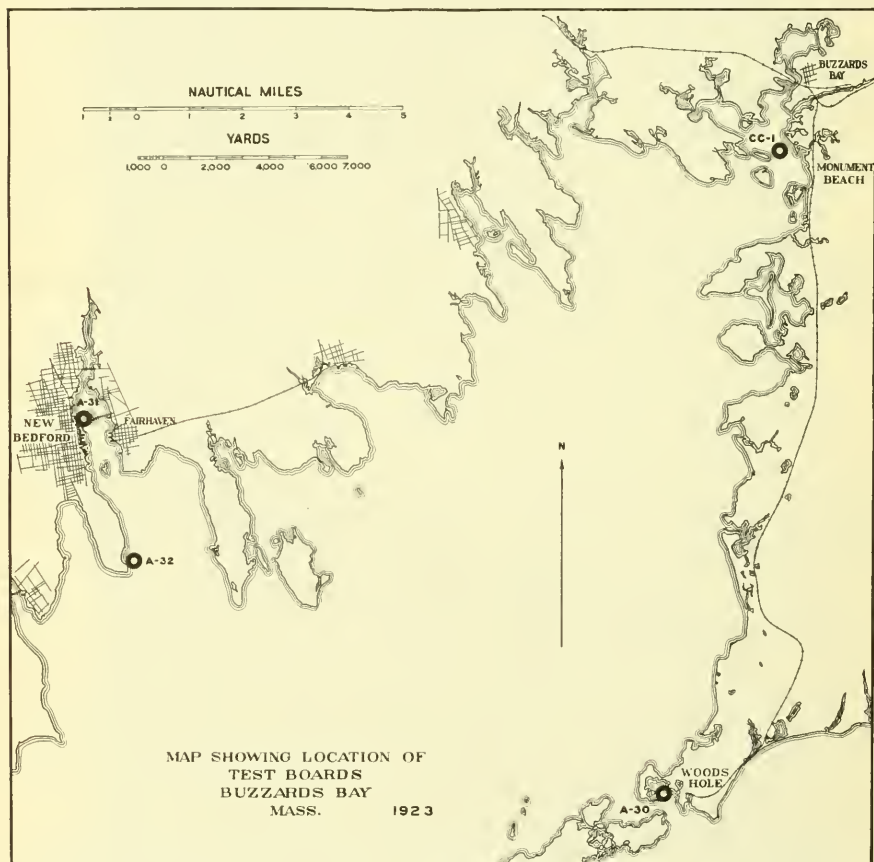 NAUTICAL MILES
1 ½ 0 1 2 3 4 5
YARDS
1,000 0 2,000 4,000 6,000 7,000
BUZZARDS
BAY
CC-1
MONUMENT
BEACH
A-31
NEW
BEDFORD
FAIRHAVEN
N
A-32
MAP SHOWING LOCATION OF
TEST BOARDS
BUZZARDS BAY
MASS. 1923
WOODS
HOLE
A-30